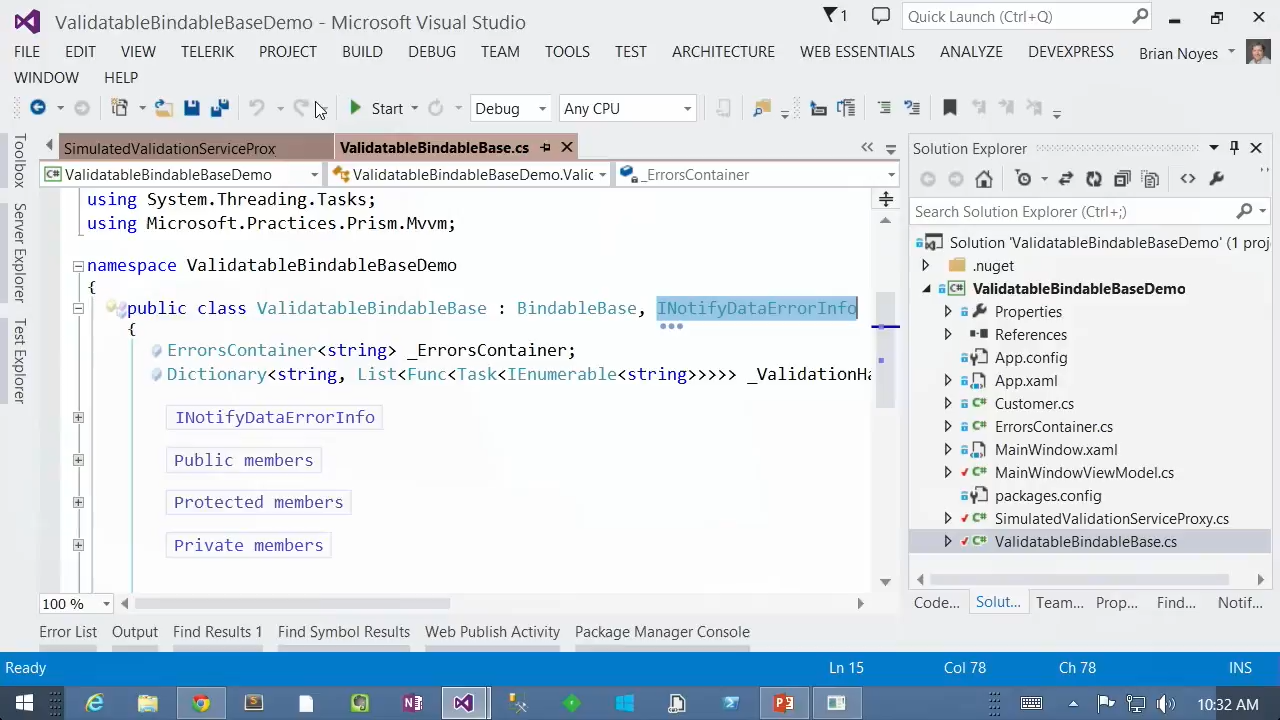 ValidatableBindableBaseDemo - Microsoft Visual Studio
1
Quick Launch (Ctrl+Q)
FILE EDIT VIEW TELERIK PROJECT BUILD DEBUG TEAM TOOLS TEST ARCHITECTURE WEB ESSENTIALS ANALYZE DEVEXPRESS Brian Noyes
WINDOW HELP
Start Debug Any CPU
Toolbox
Server Explorer
Test Explorer
SimulatedValidationServiceProx ValidatableBindableBase.cs
ValidatableBindableBaseDemo ValidatableBindableBaseDemo.Valic _ErrorsContainer
using System.Threading.Tasks;
using Microsoft.Practices.Prism.Mvvm;
namespace ValidatableBindableBaseDemo
{
public class ValidatableBindableBase : BindableBase, INotifyDataErrorInfo
{
ErrorsContainer<string> _ErrorsContainer;
Dictionary<string, List<Func<Task<IEnumerable<string>>>>> _ValidationHa
INotifyDataErrorInfo
Public members
Protected members
Private members
100 %
Solution Explorer
Search Solution Explorer (Ctrl+;)
Solution 'ValidatableBindableBaseDemo' (1 proj
.nuget
ValidatableBindableBaseDemo
Properties
References
App.config
App.xaml
Customer.cs
ErrorsContainer.cs
MainWindow.xaml
MainWindowViewModel.cs
packages.config
SimulatedValidationServiceProxy.cs
ValidatableBindableBase.cs
Code... Solut... Team... Prop... Find... Notif...
Error List Output Find Results 1 Find Symbol Results Web Publish Activity Package Manager Console
Ready Ln 15 Col 78 Ch 78 INS
10:32 AM